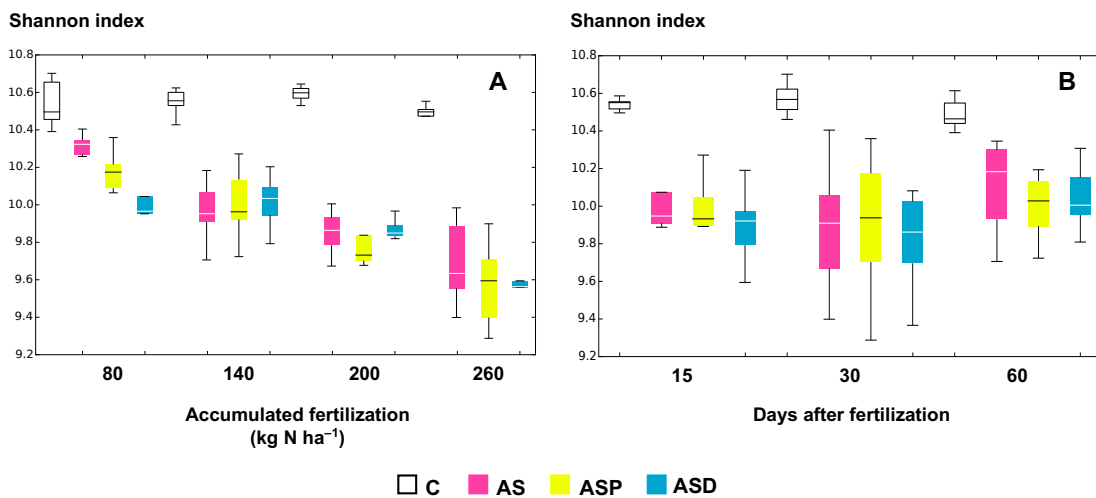 Shannon index
Shannon index
10.8
10.6
10.4
10.2
10.0
9.8
9.6
9.4
9.2
A
80 140 200 260
Accumulated fertilization
(kg N ha⁻¹)
10.8
10.6
10.4
10.2
10.0
9.8
9.6
9.4
9.2
B
15 30 60
Days after fertilization
C AS ASP ASD